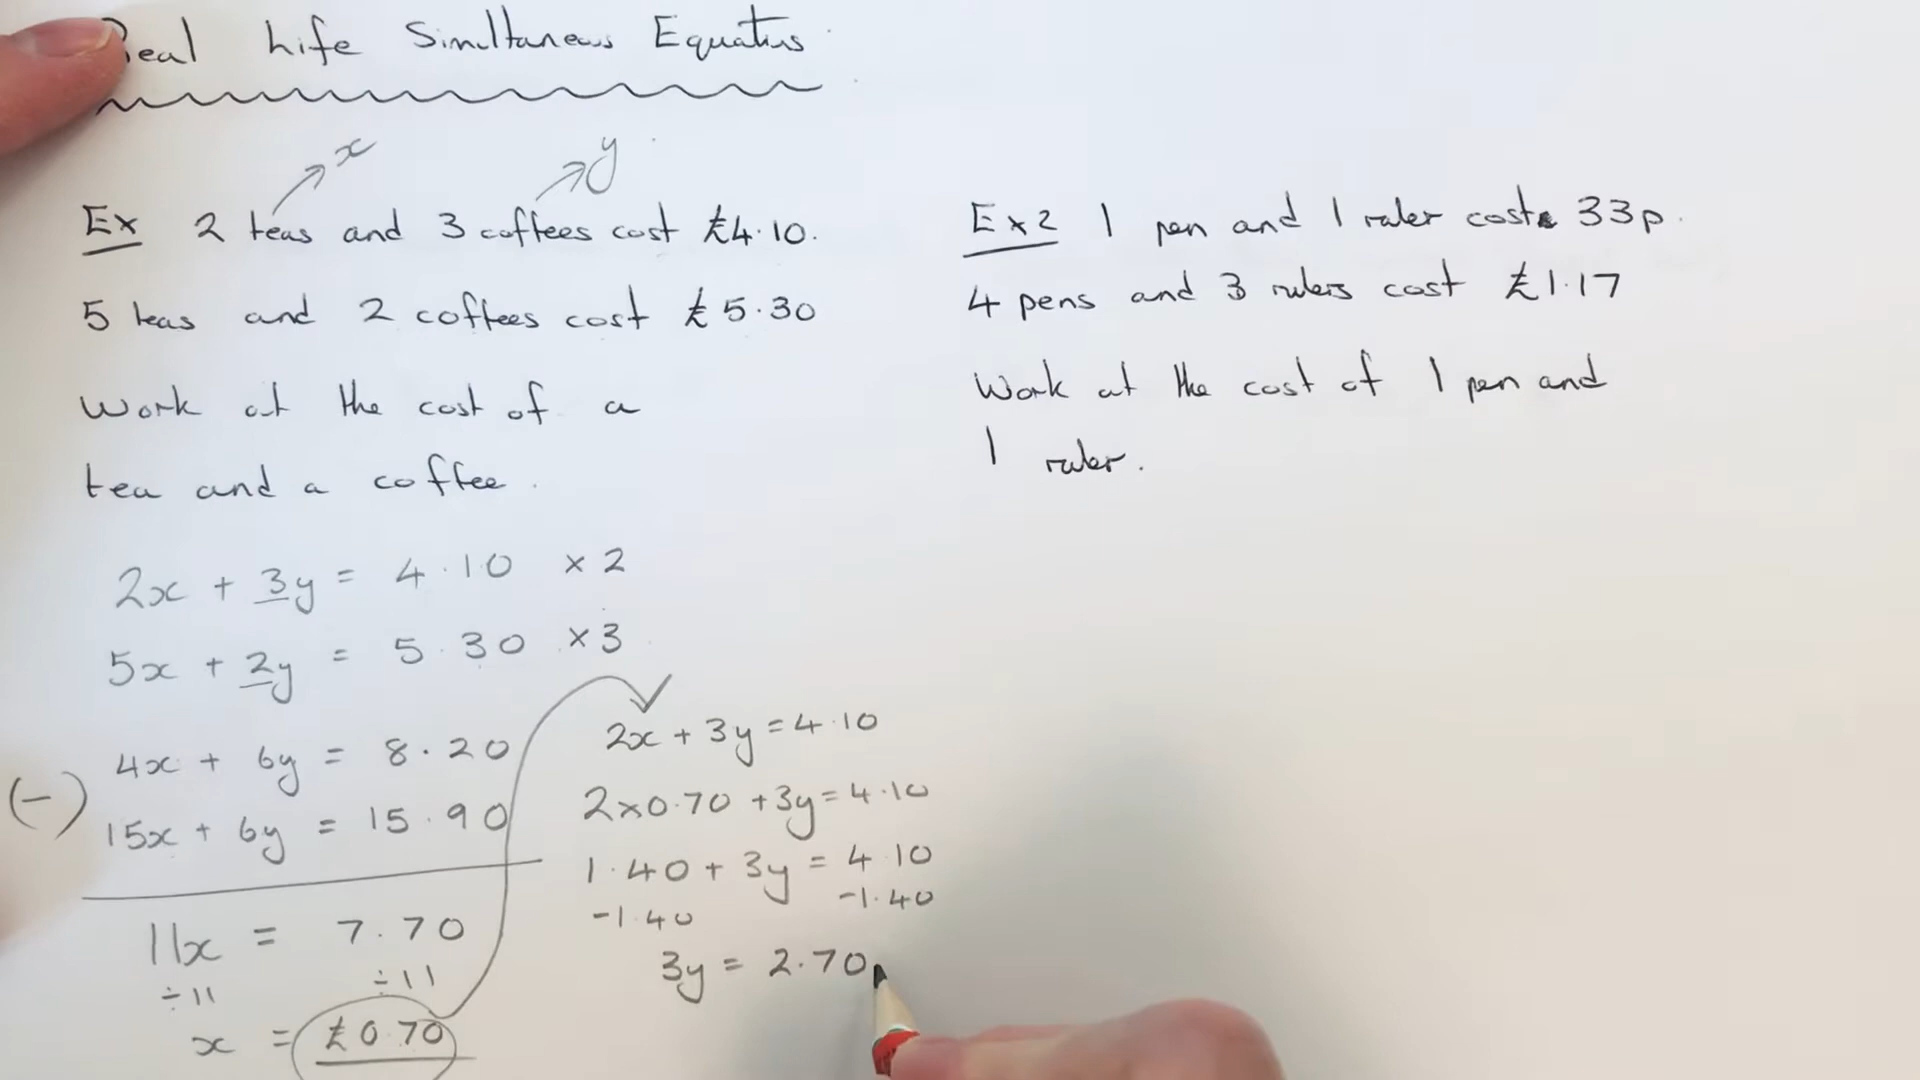 Real Life Simultaneous Equations
x
y
Ex 2 teas and 3 coffees cost £4.10.
5 teas and 2 coffees cost £5.30
Work out the cost of a
tea and a coffee.
2x + 3y = 4.10 ×2
5x + 2y = 5.30 ×3
4x + 6y = 8.20
(-)
15x + 6y = 15.90
11x = 7.70
÷11 ÷11
x = £0.70
2x + 3y = 4.10
2×0.70 + 3y = 4.10
1.40 + 3y = 4.10
-1.40 -1.40
3y = 2.70
Ex2 1 pen and 1 ruler cost 33p.
4 pens and 3 rulers cost £1.17
Work out the cost of 1 pen and
1 ruler.